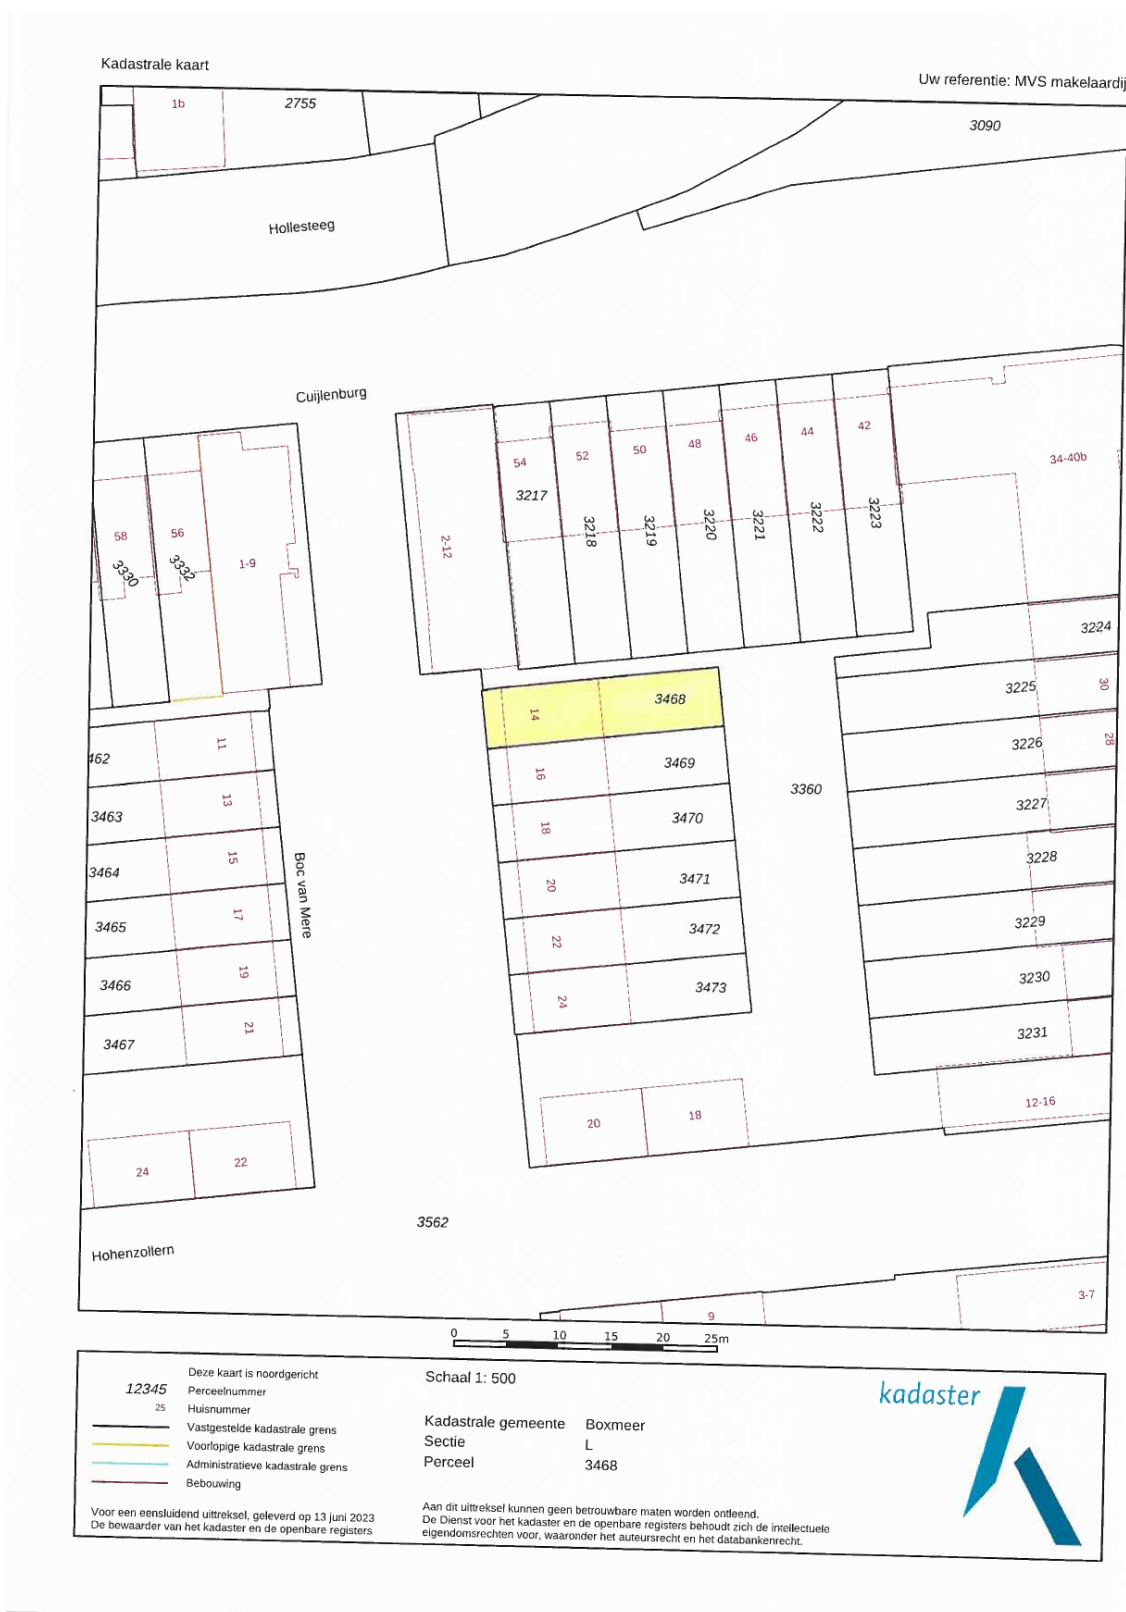 Kadastrale kaart
Uw referentie: MVS makelaardij
1b
2755
3090
Hollesteeg
Cuijlenburg
58
3330
56
3332
1-9
2-12
54
3217
52
3218
50
3219
48
3220
46
3221
44
3222
42
3223
34-40b
3224
3225
30
3226
28
3227
3228
3229
3230
3231
12-16
14
3468
16
3469
18
3470
20
3471
22
3472
24
3473
3360
462
11
3463
13
3464
15
3465
17
3466
19
3467
21
Boc van Mere
24
22
20
18
3562
Hohenzollern
9
3-7
0 5 10 15 20 25m
Deze kaart is noordgericht
12345 Perceelnummer
25 Huisnummer
Vastgestelde kadastrale grens
Voorlopige kadastrale grens
Administratieve kadastrale grens
Bebouwing
Voor een eensluidend uittreksel, geleverd op 13 juni 2023
De bewaarder van het kadaster en de openbare registers
Schaal 1: 500
Kadastrale gemeente Boxmeer
Sectie L
Perceel 3468
Aan dit uittreksel kunnen geen betrouwbare maten worden ontleend.
De Dienst voor het kadaster en de openbare registers behoudt zich de intellectuele
eigendomsrechten voor, waaronder het auteursrecht en het databankenrecht.
kadaster